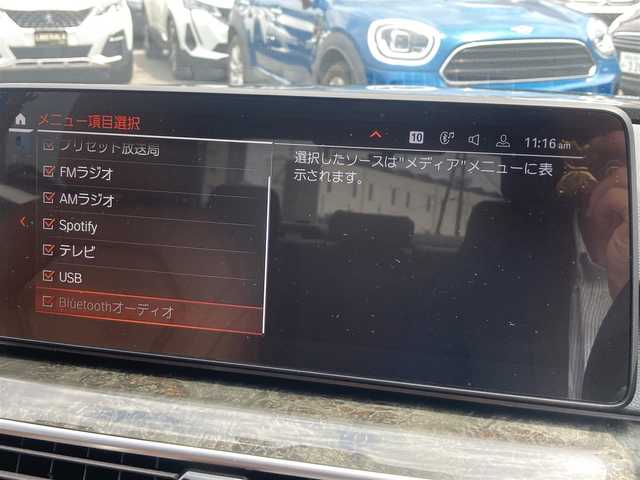 メニュー項目選択
10
11:16 am
プリセット放送局
FMラジオ
AMラジオ
Spotify
テレビ
USB
Bluetoothオーディオ
選択したソースは"メディア"メニューに表
示されます。